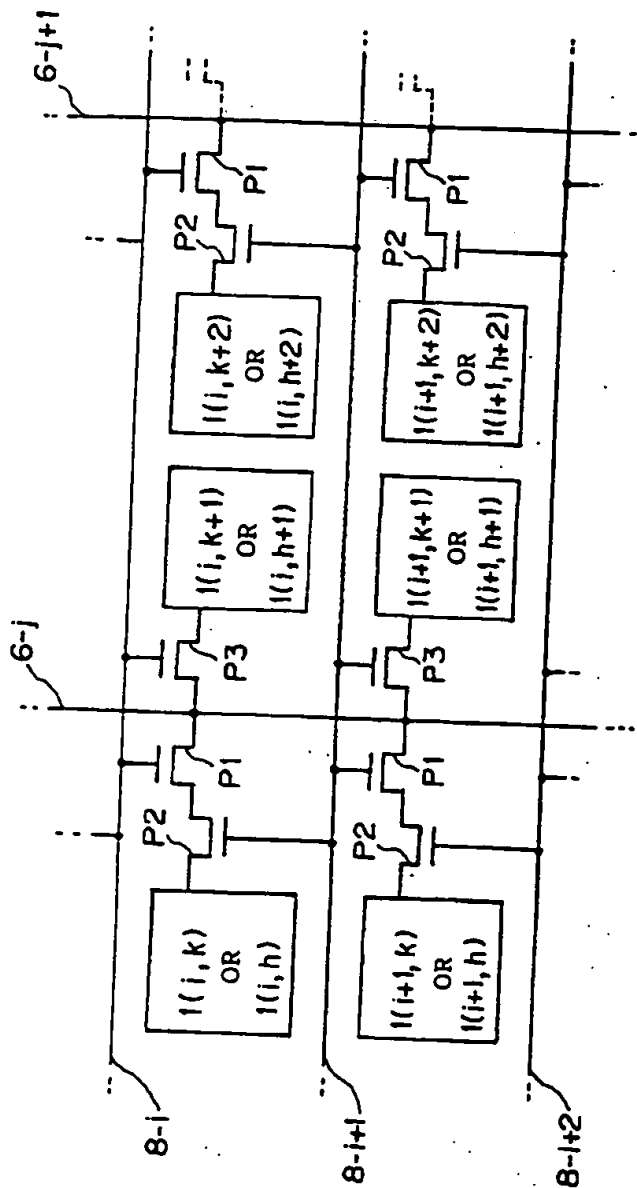 6-j
6-j+1
8-i
P1
P2
P3
P2
P1
1(i,k)
OR
1(i,h)
1(i,k+1)
OR
1(i,h+1)
1(i,k+2)
OR
1(i,h+2)
8-i+1
P1
P2
P3
P2
P1
1(i+1,k)
OR
1(i+1,h)
1(i+1,k+1)
OR
1(i+1,h+1)
1(i+1,k+2)
OR
1(i+1,h+2)
8-i+2